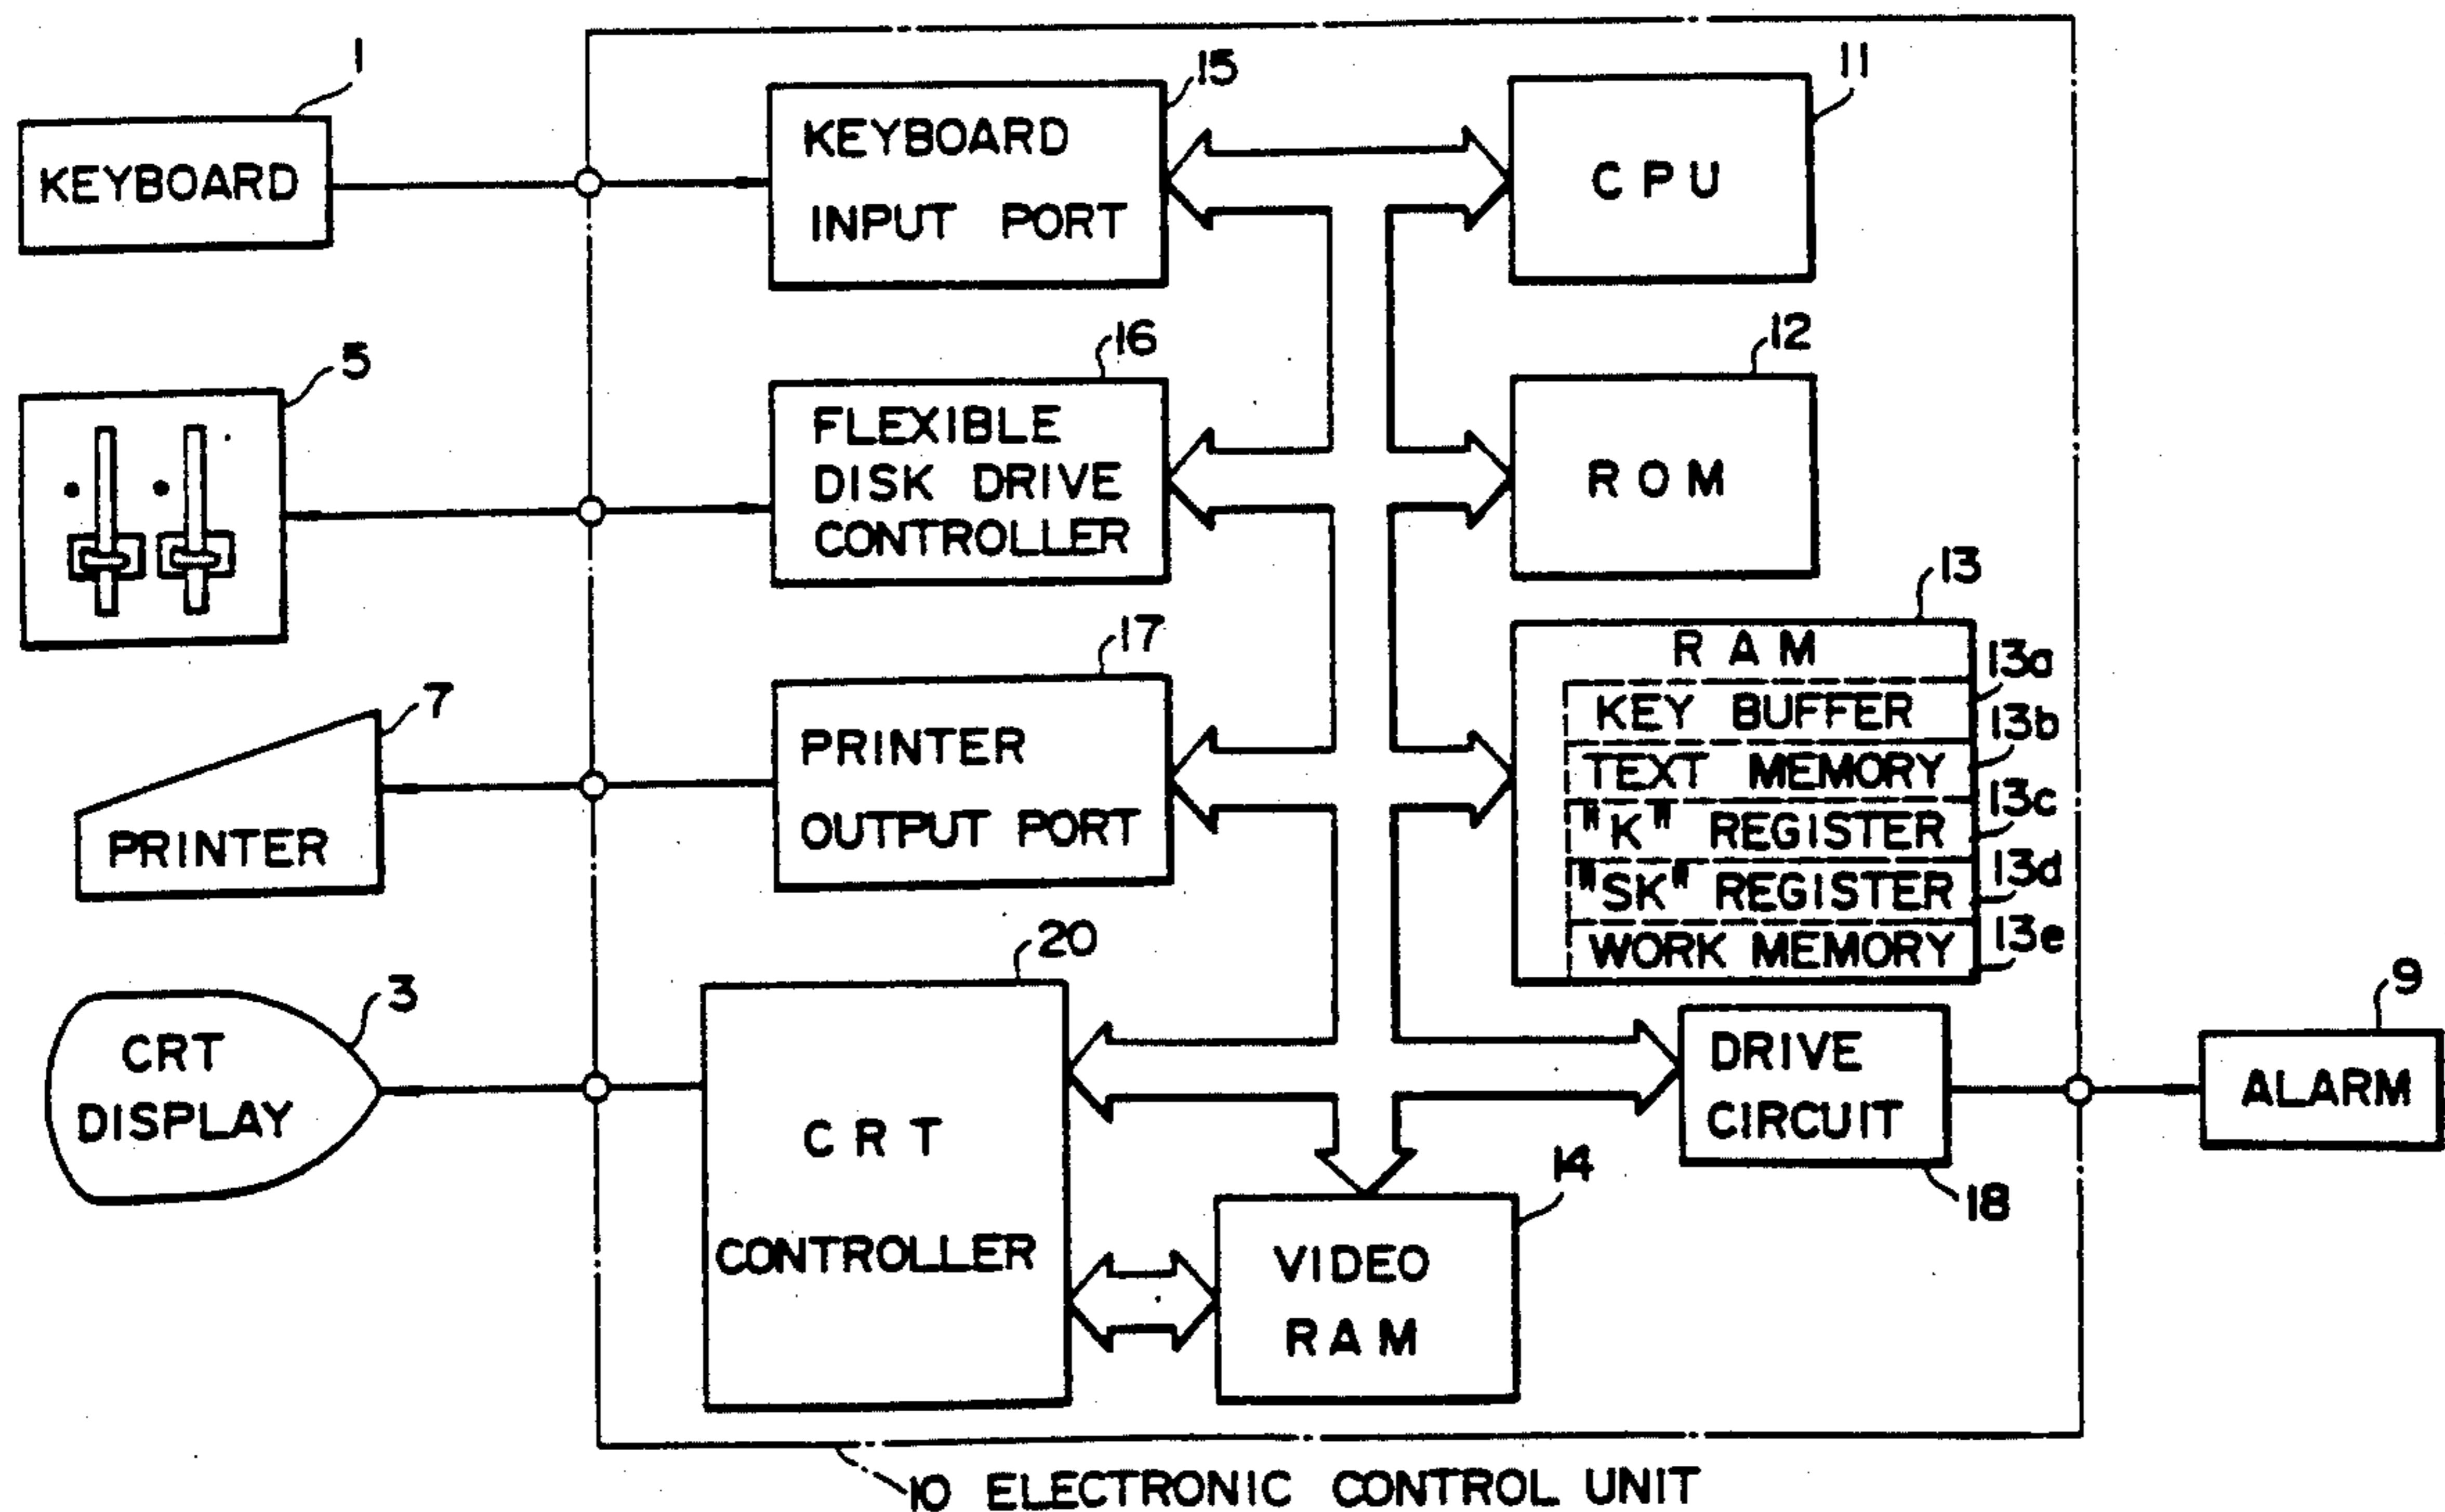 1
KEYBOARD
15
KEYBOARD
INPUT PORT
11
CPU
5
16
FLEXIBLE
DISK DRIVE
CONTROLLER
12
ROM
7
PRINTER
17
PRINTER
OUTPUT PORT
13
RAM
13a
KEY BUFFER
13b
TEXT MEMORY
13c
"K" REGISTER
13d
"SK" REGISTER
13e
WORK MEMORY
3
CRT
DISPLAY
20
CRT
CONTROLLER
DRIVE
CIRCUIT
18
9
ALARM
14
VIDEO
RAM
10 ELECTRONIC CONTROL UNIT